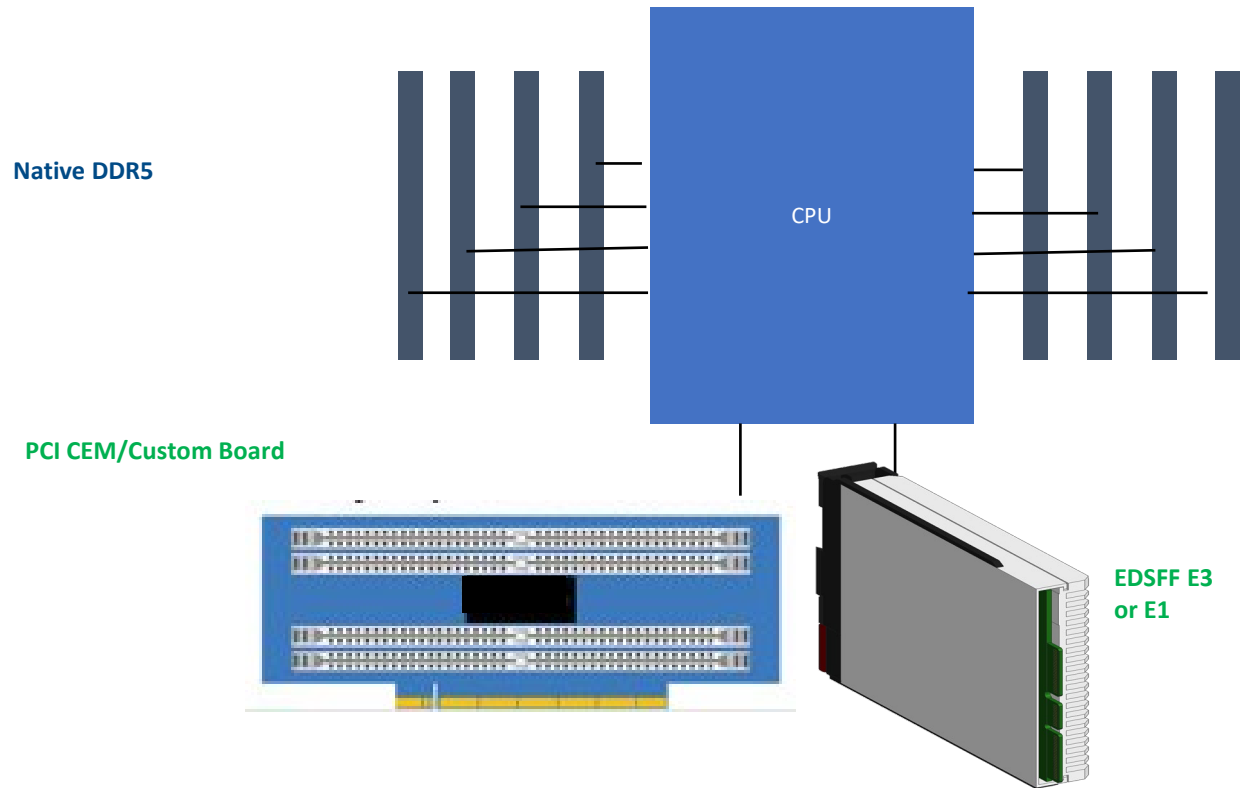 Native DDR5
CPU
PCI CEM/Custom Board
EDSFF E3
or E1